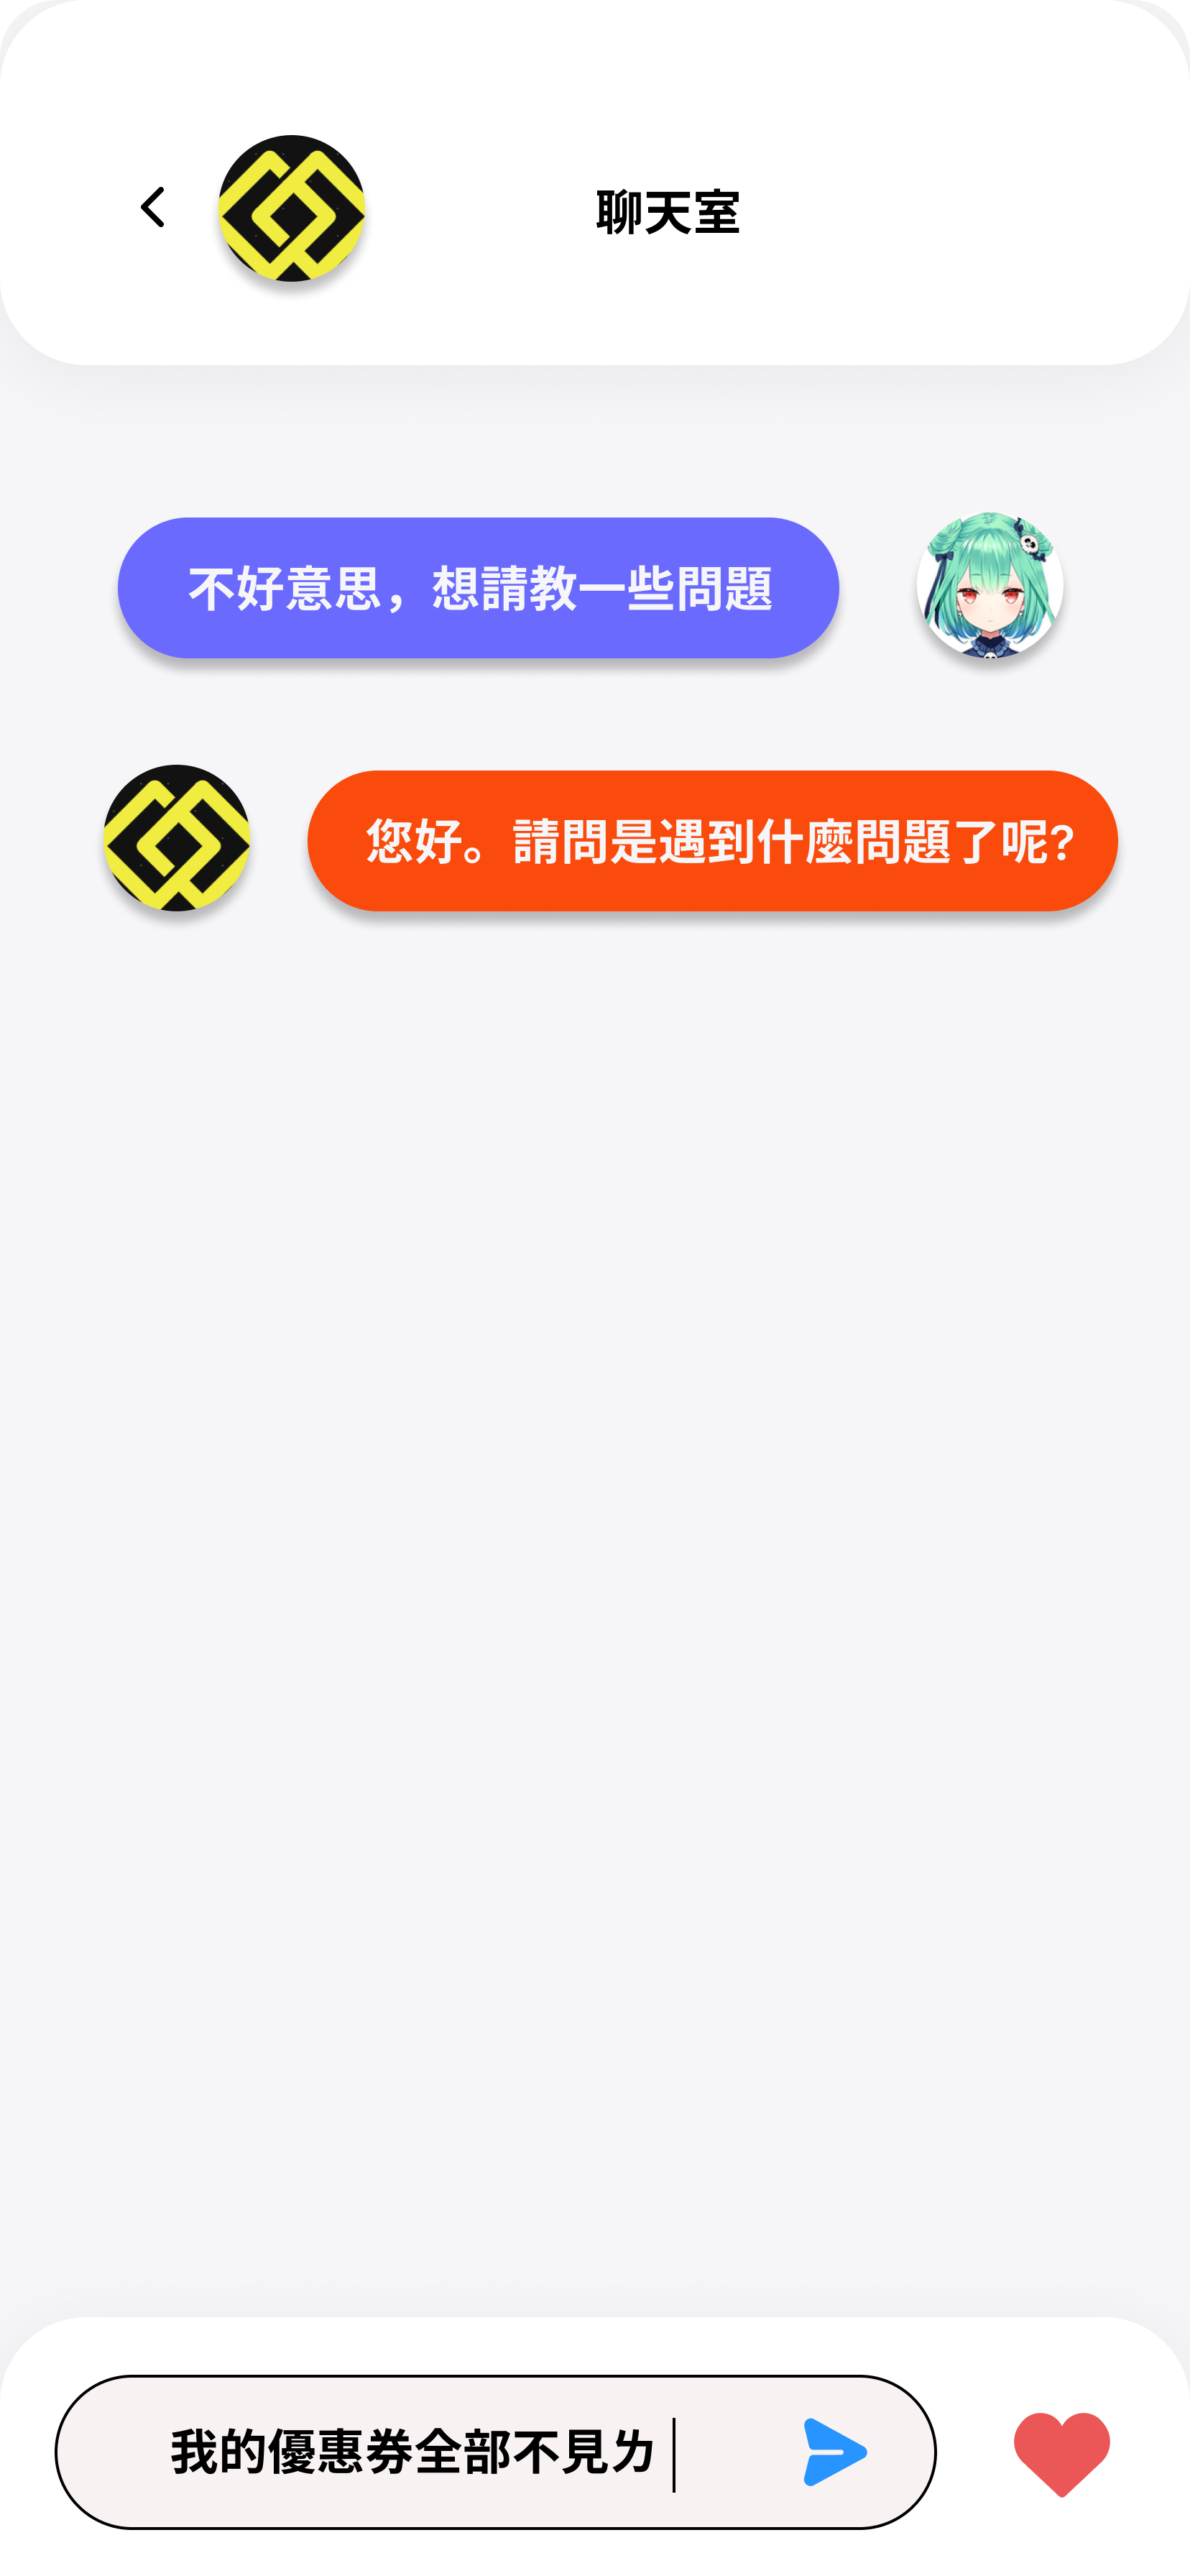 聊天室
不好意思，想請教一些問題
您好。請問是遇到什麼問題了呢?
我的優惠券全部不見ㄌ